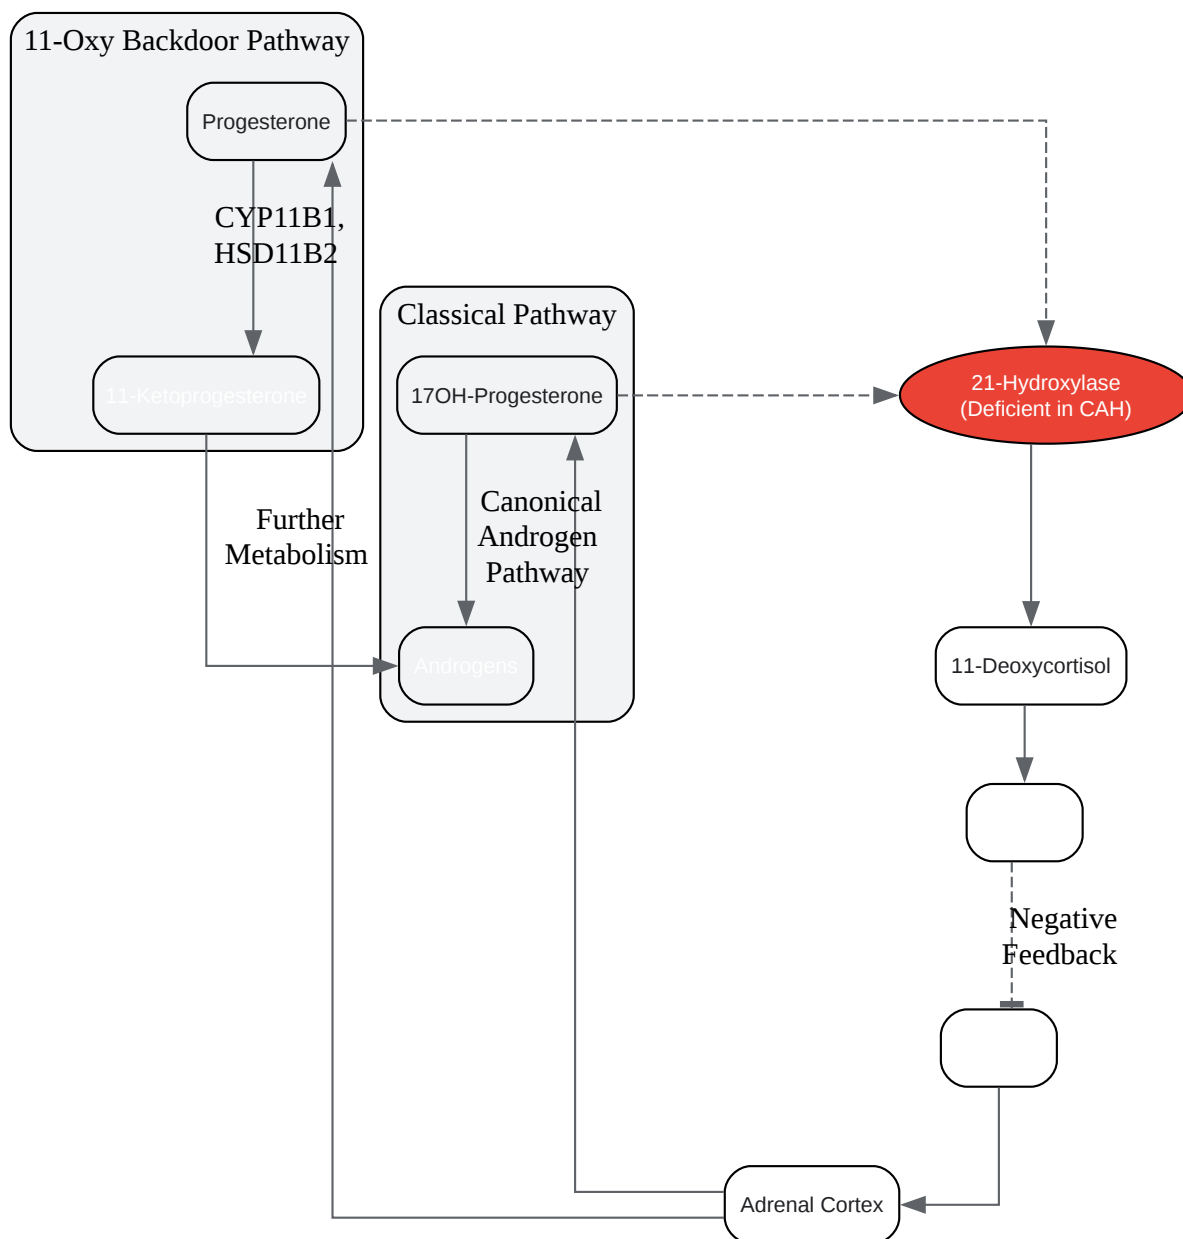 11-Oxy Backdoor Pathway
Progesterone
CYP11B1,
HSD11B2
11-Ketoprogesterone
Classical Pathway
17OH-Progesterone
21-Hydroxylase
(Deficient in CAH)
Further
Metabolism
Canonical
Androgen
Pathway
Androgens
11-Deoxycortisol
Negative
Feedback
Adrenal Cortex